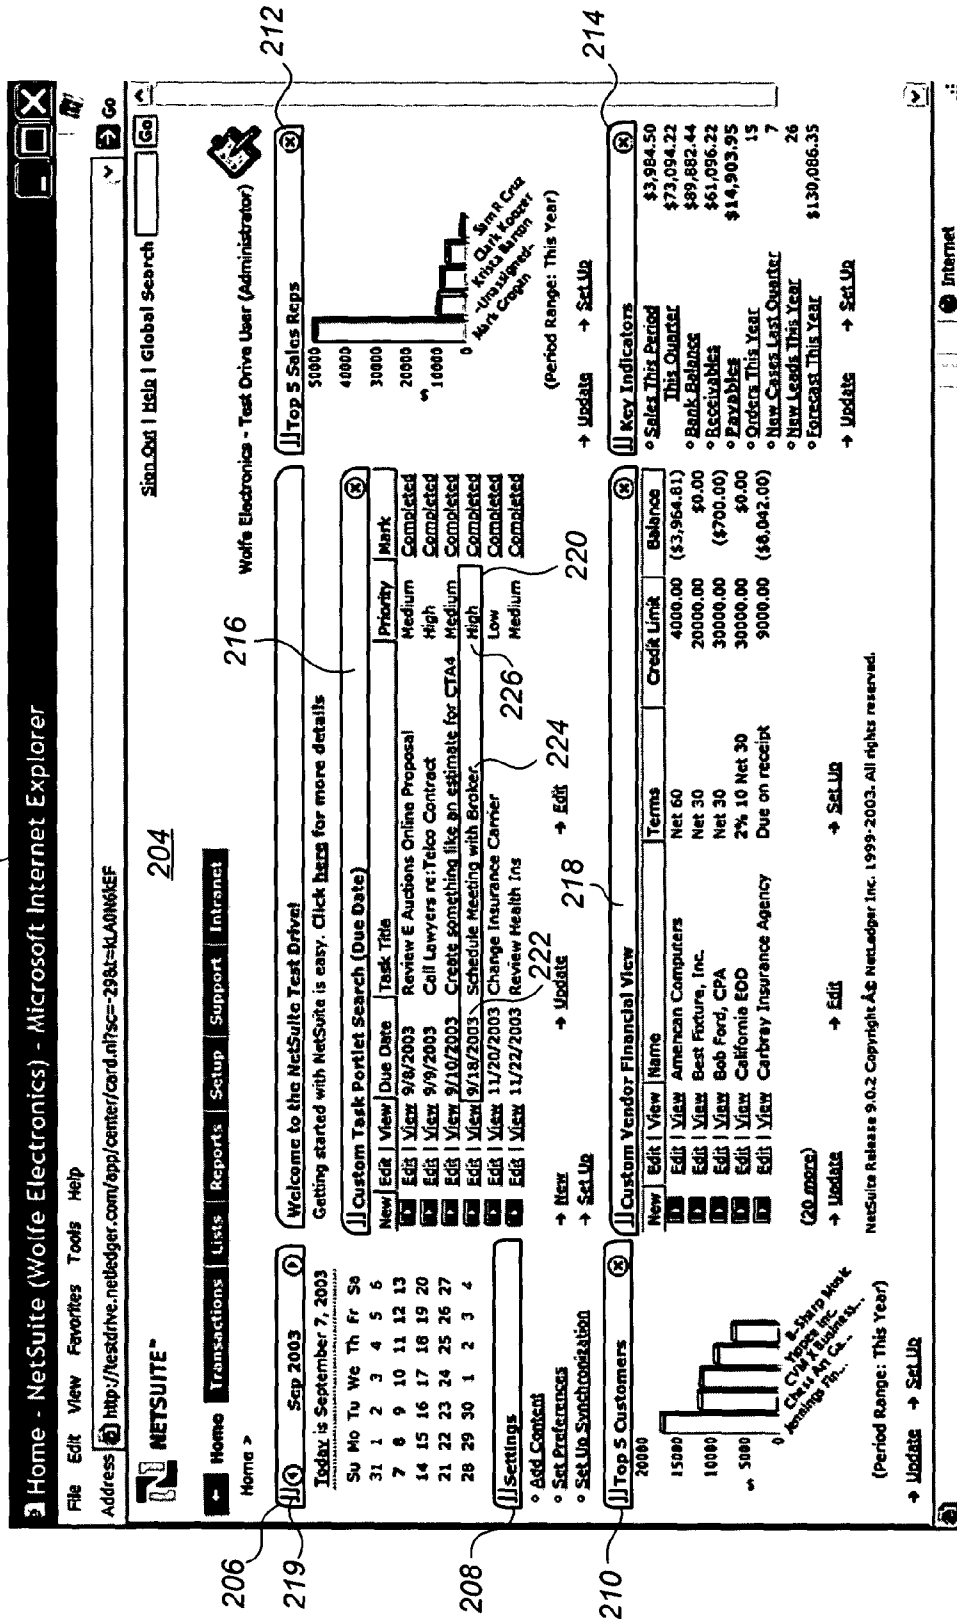 Home - NetSuite (Wolfe Electronics) - Microsoft Internet Explorer
File Edit View Favorites Tools Help
Address http://testdrive.netledger.com/app/center/card.nl?sc=-29&t=kLA0N6kEF Go
NETSUITE™
204
Sign Out | Help | Global Search Go
Home Transactions Lists Reports Setup Support Intranet
Home >
Wolfe Electronics - Test Drive User (Administrator)
206
219
Sep 2003
Today is September 7, 2003
Su Mo Tu We Th Fr Sa
31 1 2 3 4 5 6
7 8 9 10 11 12 13
14 15 16 17 18 19 20
21 22 23 24 25 26 27
28 29 30 1 2 3 4
208
Settings
Add Content
Set Preferences
Set Up Synchronization
210
Top 5 Customers
20000
15000
10000
$ 5000
0
Jennings Fin...
Chess Art Ga...
CVM X Business...
Yippee Inc.
B-Sharp Music
(Period Range: This Year)
Update Set Up
Welcome to the NetSuite Test Drive!
Getting started with NetSuite is easy. Click here for more details
216
Custom Task Portlet Search (Due Date)
New Edit | View Due Date Task Title Priority Mark
Edit | View 9/8/2003 Review E Auctions Online Proposal Medium Completed
Edit | View 9/9/2003 Call Lawyers re:Telco Contract High Completed
Edit | View 9/10/2003 Create something like an estimate for CTA4 Medium Completed
Edit | View 9/18/2003 Schedule Meeting with Broker High Completed
Edit | View 11/20/2003 Change Insurance Carrier Low Completed
Edit | View 11/22/2003 Review Health Ins Medium Completed
222
224
226
220
New Update Edit
Set Up
218
Custom Vendor Financial View
New Edit | View Name Terms Credit Limit Balance
Edit | View American Computers Net 60 4000.00 ($3,964.81)
Edit | View Best Fixture, Inc. Net 30 20000.00 $0.00
Edit | View Bob Ford, CPA Net 30 30000.00 ($700.00)
Edit | View California EDD 2% 10 Net 30 30000.00 $0.00
Edit | View Carbrey Insurance Agency Due on receipt 9000.00 ($8,042.00)
(20 more)
Update Edit Set Up
NetSuite Release 9.0.2 Copyright Â© NetLedger Inc. 1999-2003. All rights reserved.
212
Top 5 Sales Reps
50000
40000
30000
20000
$ 10000
0
Mark Grogan
-Unassigned-
Krista Barron
Clark Koozer
Sam R Cruz
(Period Range: This Year)
Update Set Up
214
Key Indicators
Sales This Period $3,984.50
This Quarter $73,094.22
Bank Balance $89,882.44
Receivables $61,096.22
Payables $14,903.95
Orders This Year 15
New Cases Last Quarter 7
New Leads This Year 26
Forecast This Year $130,086.35
Update Set Up
Internet